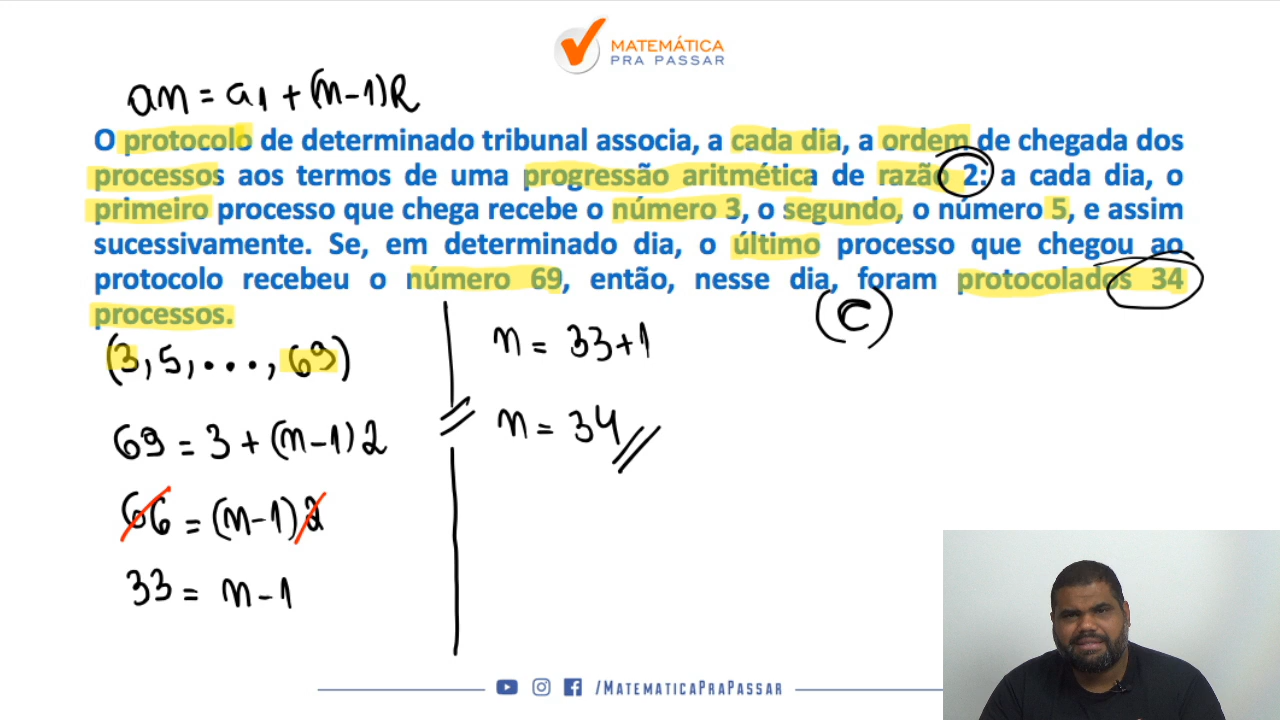 MATEMÁTICA
PRA PASSAR
an = a1 + (n-1)R
O protocolo de determinado tribunal associa, a cada dia, a ordem de chegada dos
processos aos termos de uma progressão aritmética de razão 2: a cada dia, o
primeiro processo que chega recebe o número 3, o segundo, o número 5, e assim
sucessivamente. Se, em determinado dia, o último processo que chegou ao
protocolo recebeu o número 69, então, nesse dia, foram protocolados 34
processos.
(C)
(3, 5, ..., 69)
69 = 3 + (n-1)2
66 = (n-1)2
33 = n-1
n = 33+1
n = 34
/MatematicaPraPassar